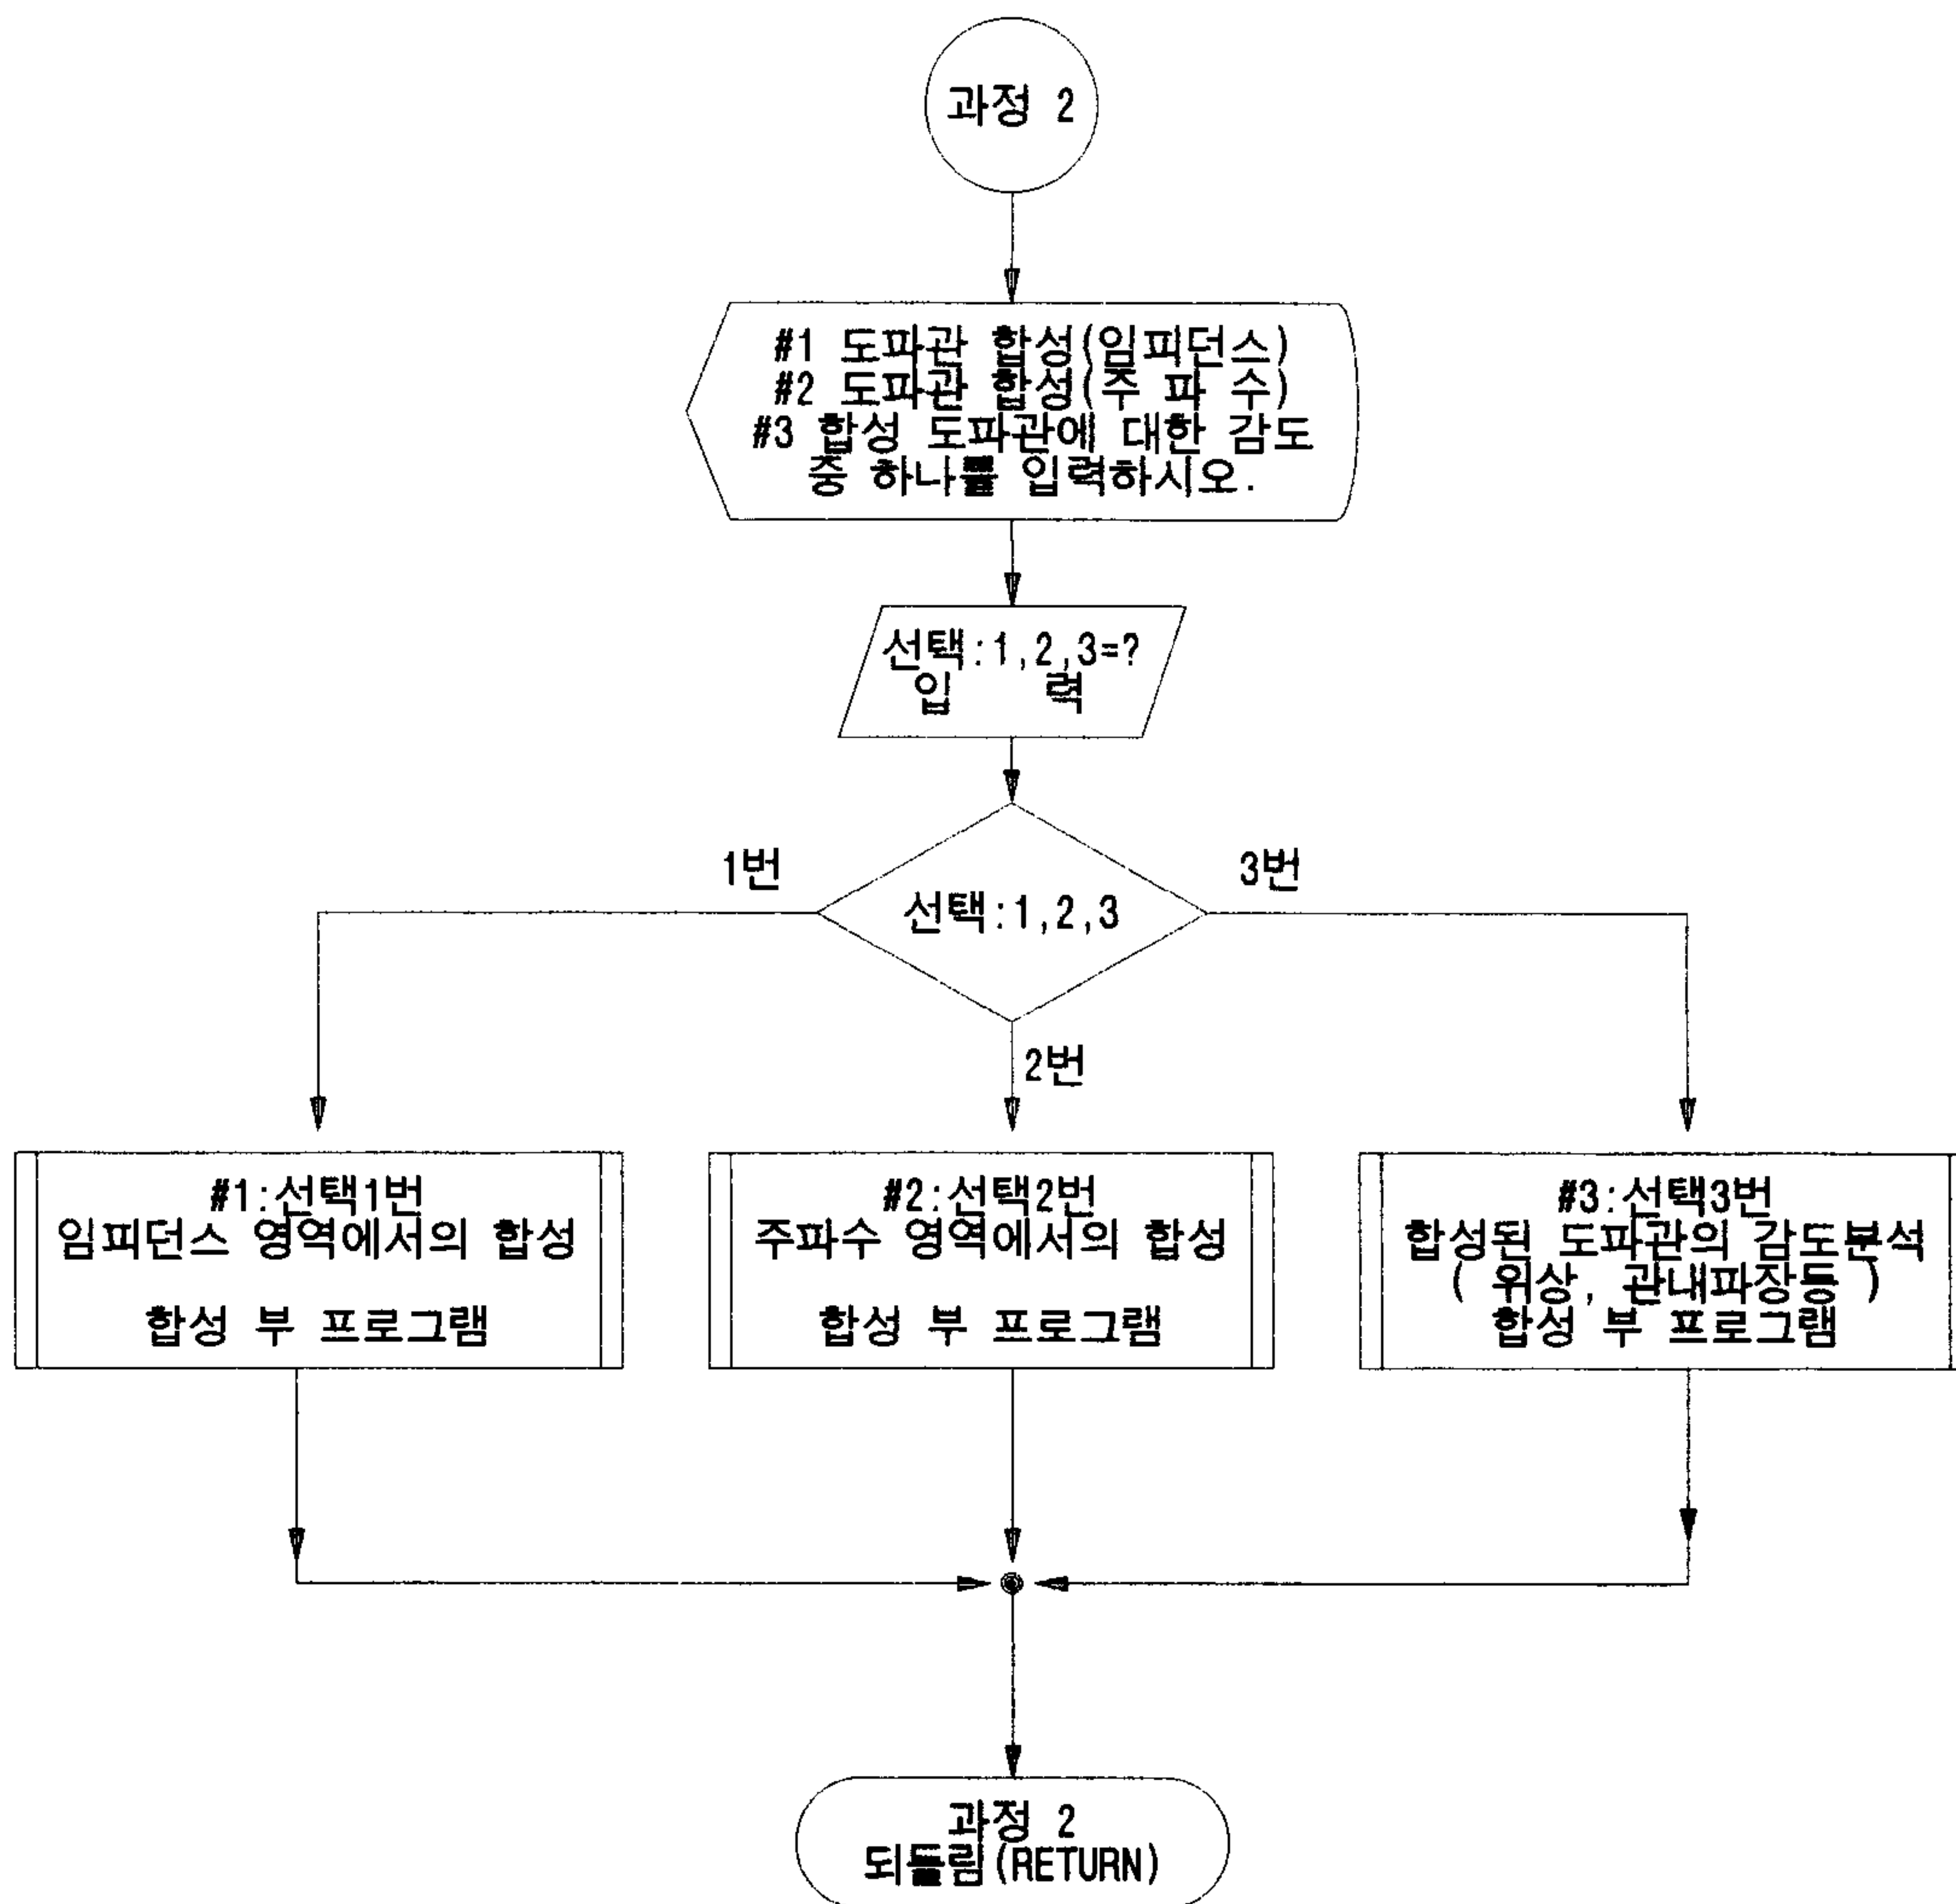 과정 2
#1 도파관 합성(임피던스)
#2 도파관 합성(주 파 수)
#3 합성 도파관에 대한 감도
중 하나를 입력하시오.
선택:1,2,3=?
입 력
1번
3번
선택:1,2,3
2번
#1:선택1번
임피던스 영역에서의 합성
합성 부 프로그램
#2:선택2번
주파수 영역에서의 합성
합성 부 프로그램
#3:선택3번
합성된 도파관의 감도분석
( 위상, 관내파장등 )
합성 부 프로그램
과정 2
되돌림(RETURN)